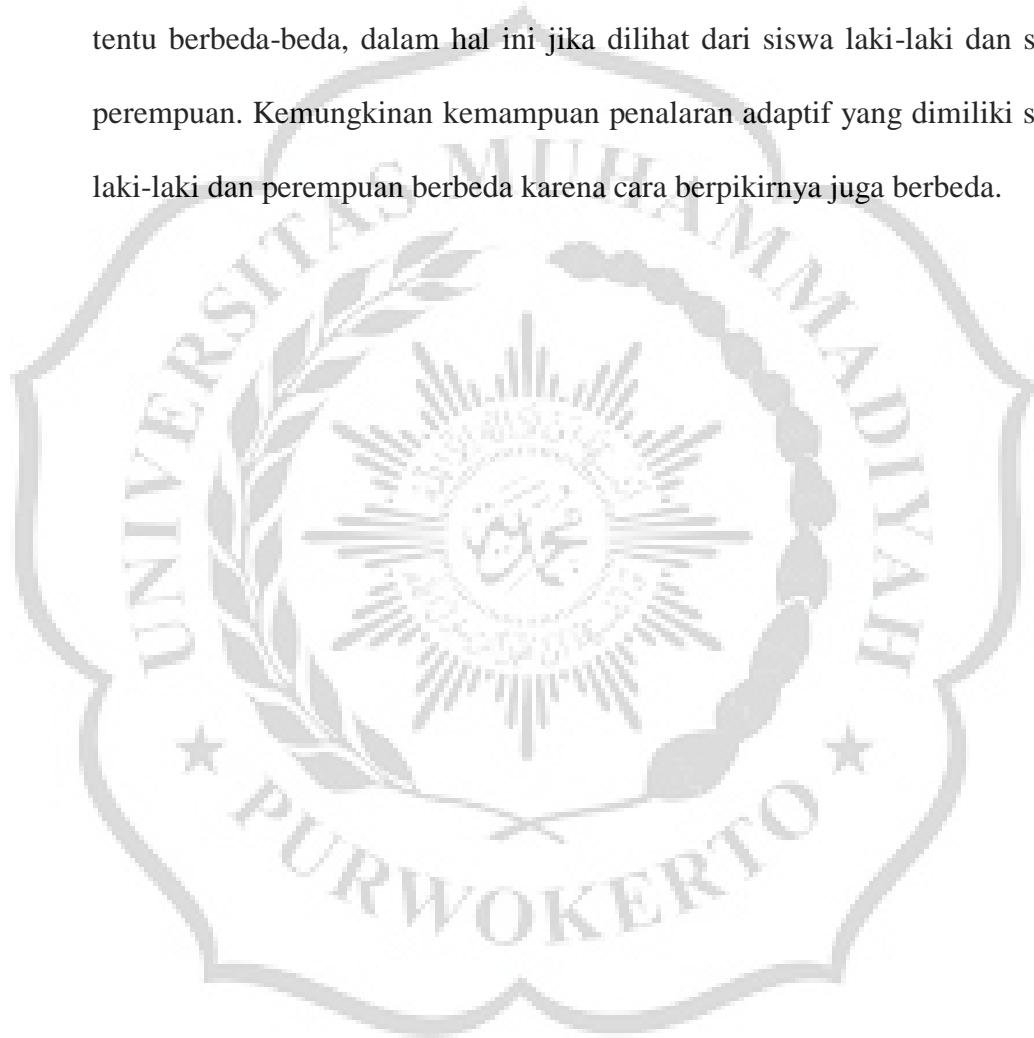 tentu berbeda-beda, dalam hal ini jika dilihat dari siswa laki-laki dan s
perempuan. Kemungkinan kemampuan penalaran adaptif yang dimiliki s
laki-laki dan perempuan berbeda karena cara berpikirnya juga berbeda.
UNIVERSITAS MUHAMMADIYAH
PURWOKERTO